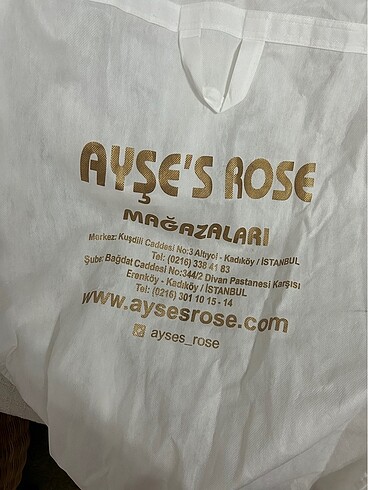 AYŞE'S ROSE
MAĞAZALARI
Merkez: Kuşdili Caddesi No:3 Altıyol - Kadıköy / İSTANBUL
Tel: (0216) 338 41 83
Şube: Bağdat Caddesi No:344/2 Divan Pastanesi Karşısı
Erenköy - Kadıköy / İSTANBUL
Tel: (0216) 301 10 15 - 14
www.aysesrose.com
ayses_rose